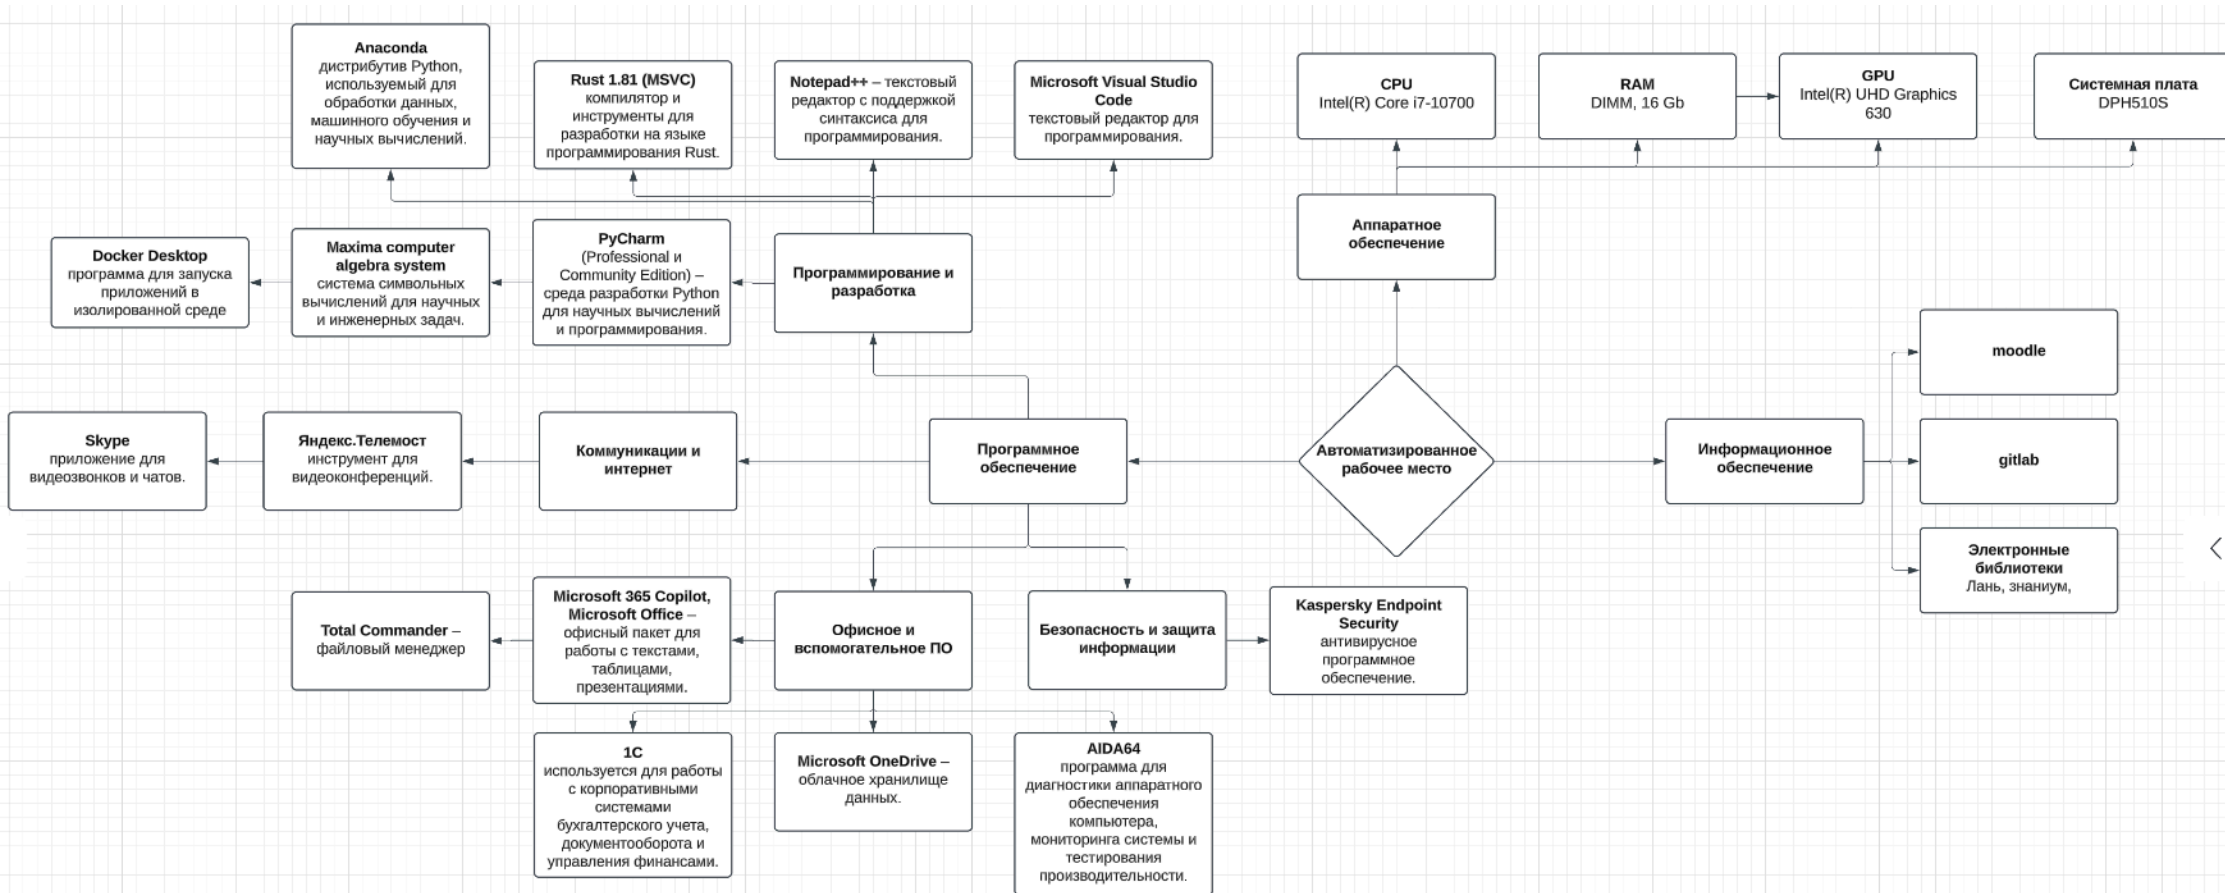 Anaconda
дистрибутив Python,
используемый для
обработки данных,
машинного обучения и
научных вычислений.
Rust 1.81 (MSVC)
компилятор и
инструменты для
разработки на языке
программирования Rust.
Notepad++ – текстовый
редактор с поддержкой
синтаксиса для
программирования.
Microsoft Visual Studio
Code
текстовый редактор для
программирования.
CPU
Intel(R) Core i7-10700
RAM
DIMM, 16 Gb
GPU
Intel(R) UHD Graphics
630
Системная плата
DPH510S
Аппаратное
обеспечение
Docker Desktop
программа для запуска
приложений в
изолированной среде
Maxima computer
algebra system
система символьных
вычислений для научных
и инженерных задач.
PyCharm
(Professional и
Community Edition) –
среда разработки Python
для научных вычислений
и программирования.
Программирование и
разработка
moodle
Skype
приложение для
видеозвонков и чатов.
Яндекс.Телемост
инструмент для
видеоконференций.
Коммуникации и
интернет
Программное
обеспечение
Автоматизированное
рабочее место
Информационное
обеспечение
gitlab
Электронные
библиотеки
Лань, знаниум,
Total Commander –
файловый менеджер
Microsoft 365 Copilot,
Microsoft Office –
офисный пакет для
работы с текстами,
таблицами,
презентациями.
Офисное и
вспомогательное ПО
Безопасность и защита
информации
Kaspersky Endpoint
Security
антивирусное
программное
обеспечение.
1С
используется для работы
с корпоративными
системами
бухгалтерского учета,
документооборота и
управления финансами.
Microsoft OneDrive –
облачное хранилище
данных.
AIDA64
программа для
диагностики аппаратного
обеспечения
компьютера,
мониторинга системы и
тестирования
производительности.